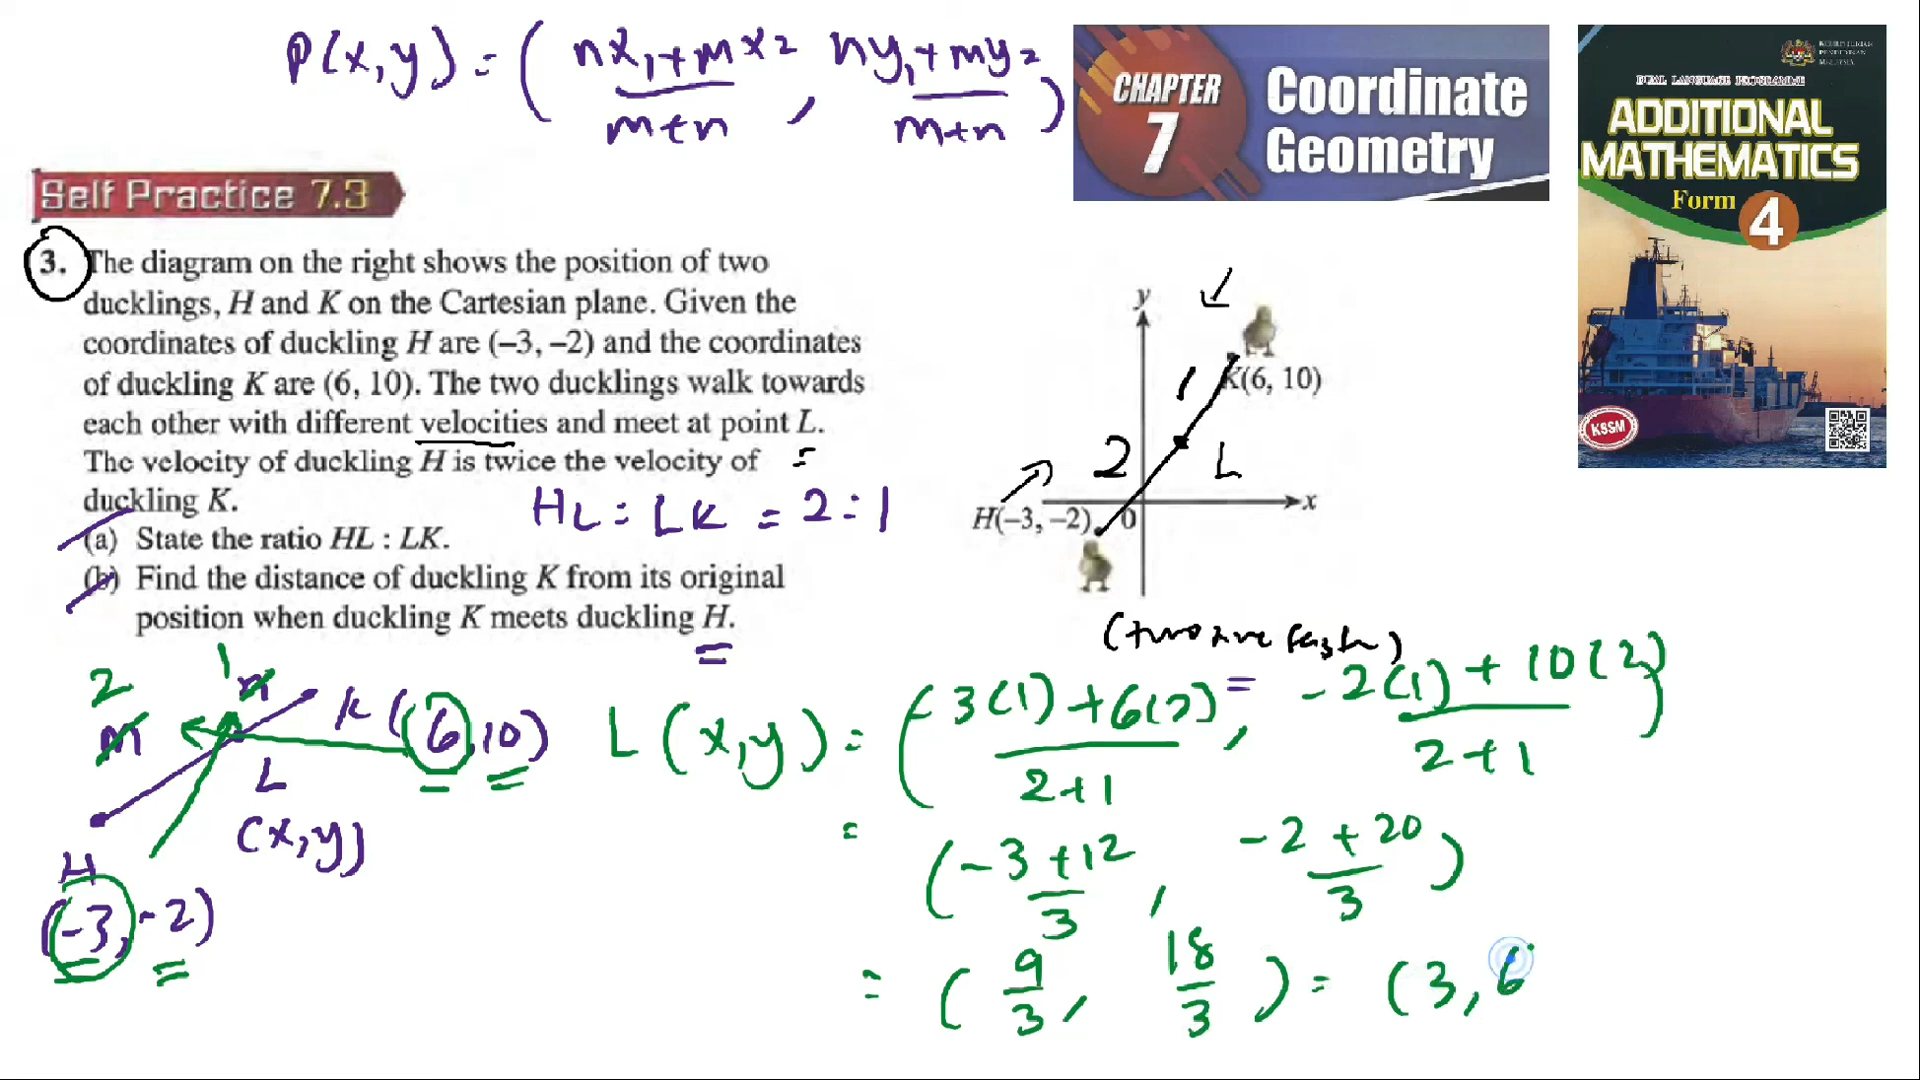 P(x,y) = ( nx₁+mx₂ / m+n , ny₁+my₂ / m+n )
CHAPTER 7
Coordinate
Geometry
DUAL LANGUAGE PROGRAMME
ADDITIONAL
MATHEMATICS
Form 4
KSSM
Self Practice 7.3
3. The diagram on the right shows the position of two
ducklings, H and K on the Cartesian plane. Given the
coordinates of duckling H are (–3, –2) and the coordinates
of duckling K are (6, 10). The two ducklings walk towards
each other with different velocities and meet at point L.
The velocity of duckling H is twice the velocity of
duckling K.
HL : LK = 2 : 1
(a) State the ratio HL : LK.
(b) Find the distance of duckling K from its original
position when duckling K meets duckling H.
y
K(6, 10)
1
2
L
x
H(–3, –2)
0
2
1
m
n
K (6,10)
L
(x,y)
H
(-3,-2)
L(x,y) = ( -3(1)+6(2) / 2+1 , -2(1)+10(2) / 2+1 )
= ( -3+12 / 3 , -2+20 / 3 )
= ( 9/3 , 18/3 ) = (3, 6